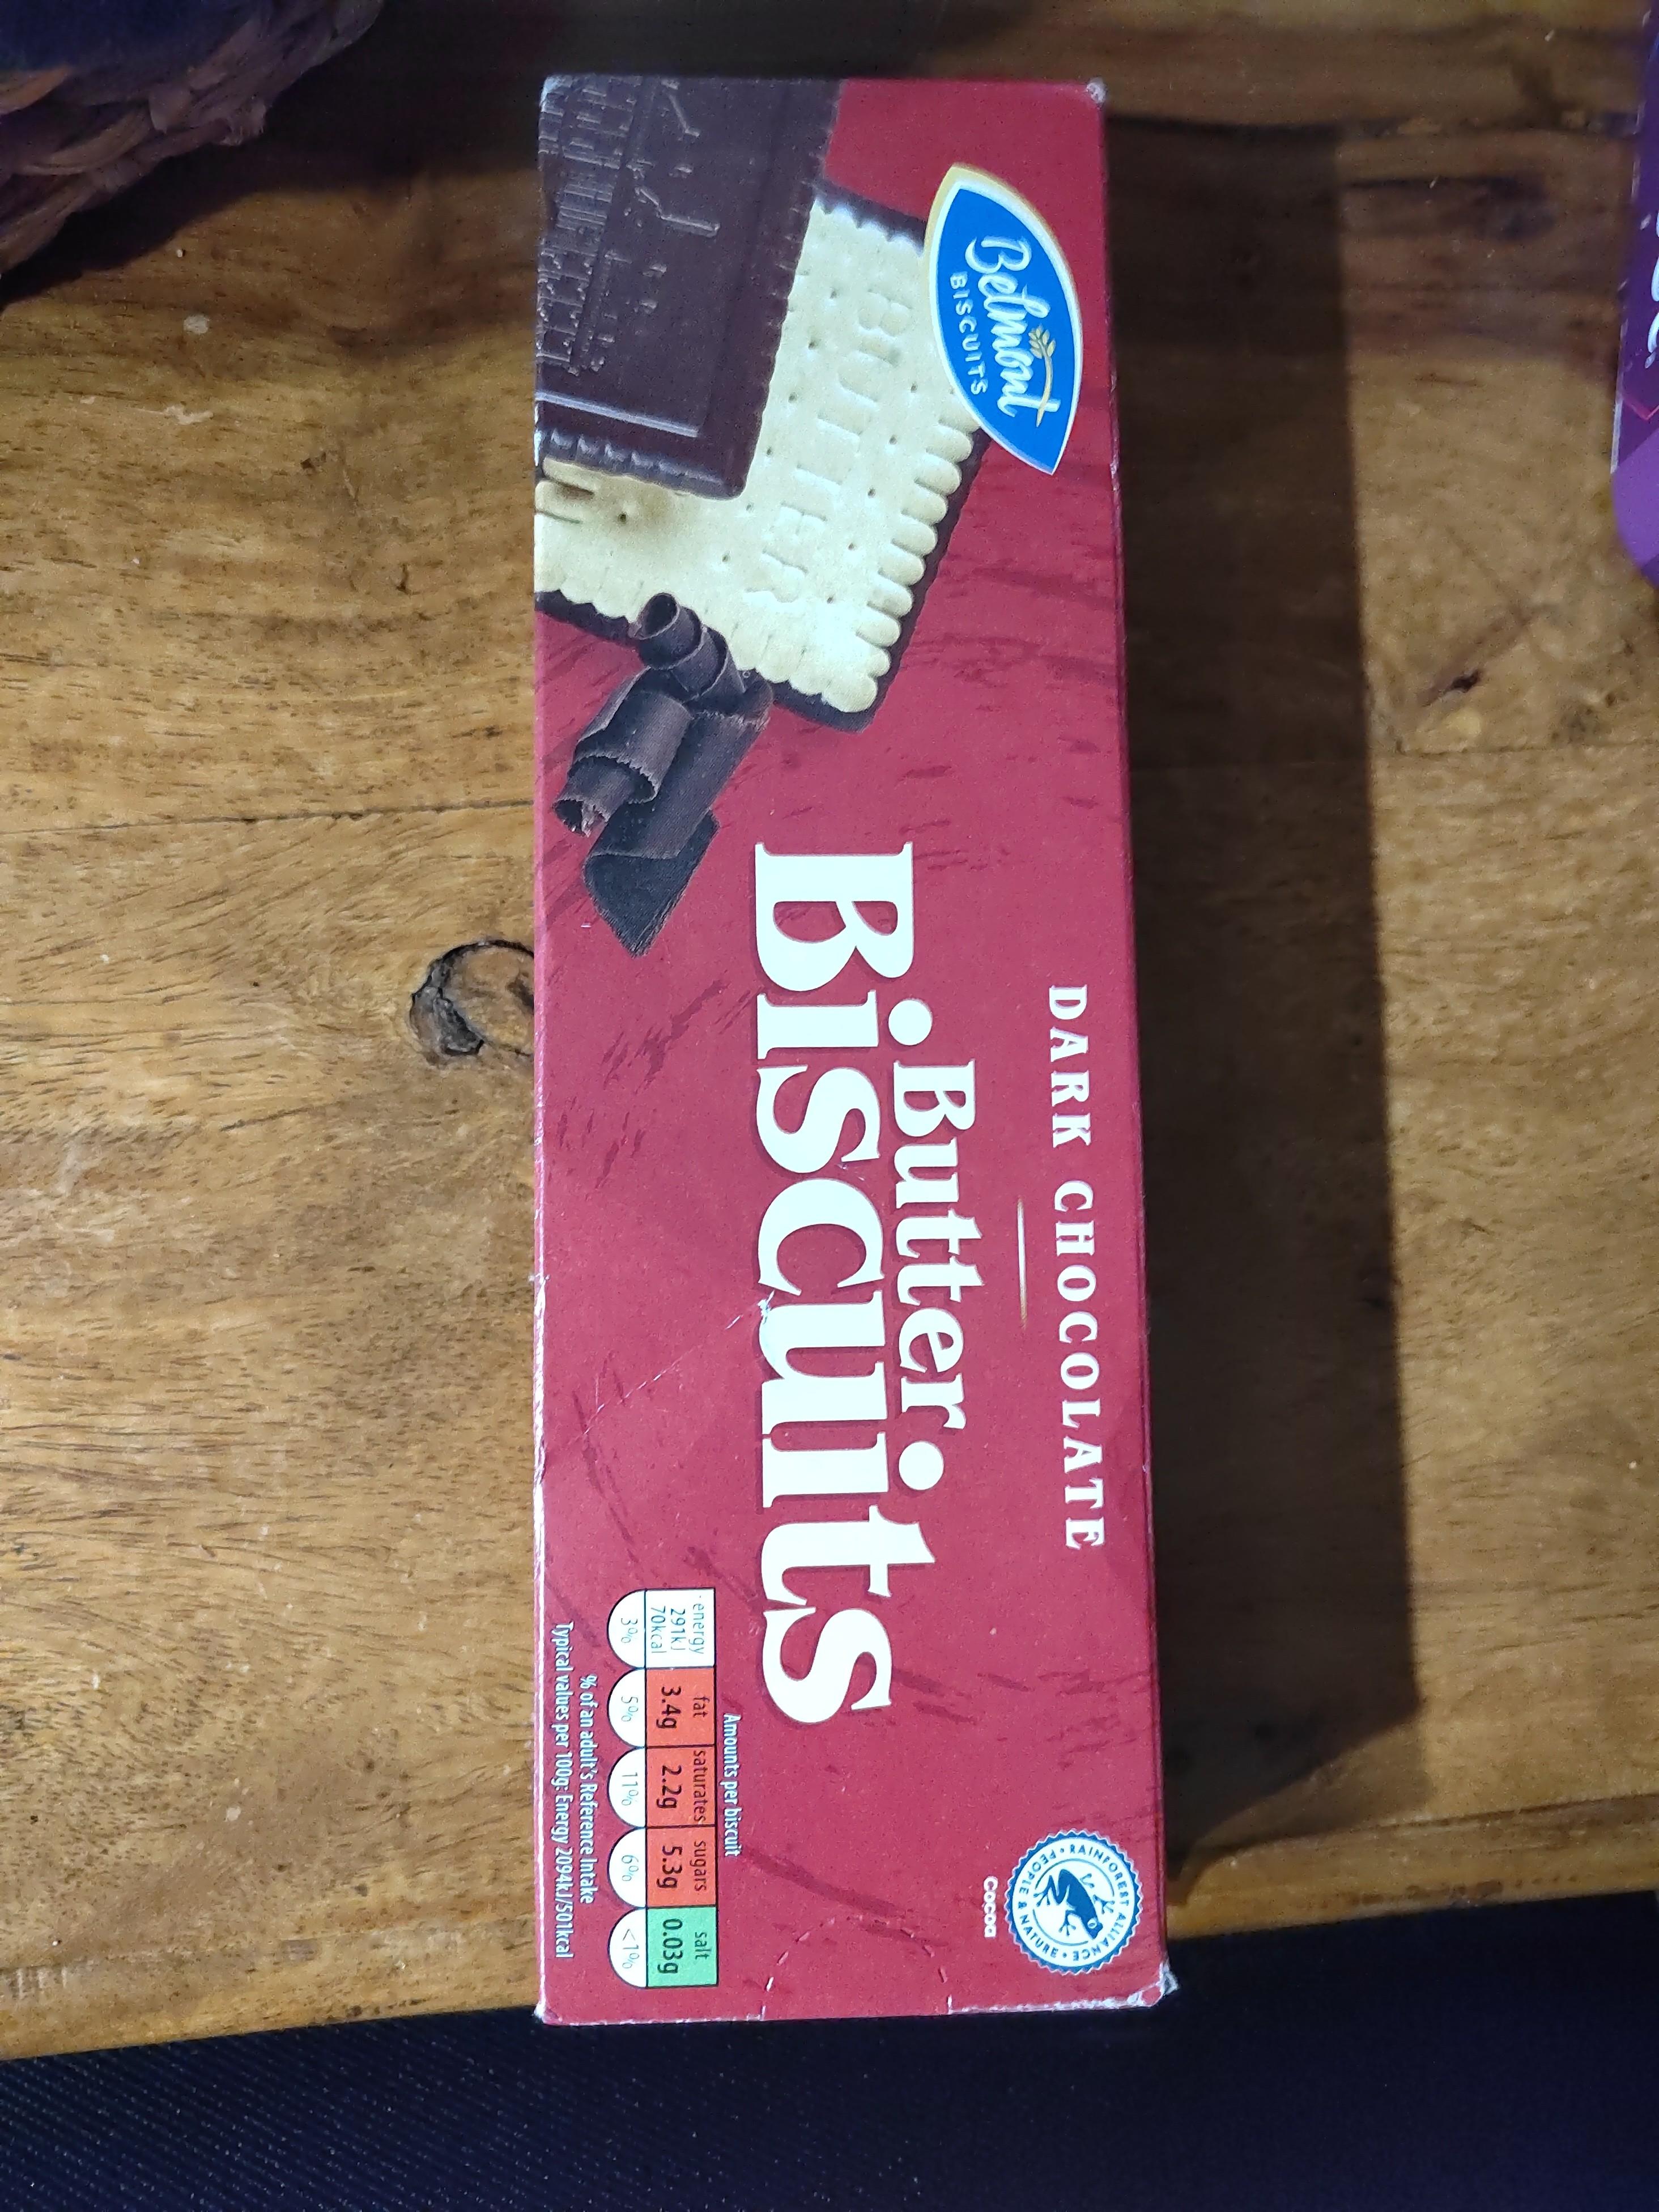 Belmont
BISCUITS
BUTTER
DARK CHOCOLATE
Butter
Biscuits
RAINFOREST ALLIANCE
PEOPLE & NATURE
Cocoa
Amounts per biscuit
energy
291kJ
70kcal
3%
fat
3.4g
5%
saturates
2.2g
11%
sugars
5.3g
6%
salt
0.03g
<1%
% of an adult's Reference Intake
Typical values per 100g: Energy 2094kJ/501kcal